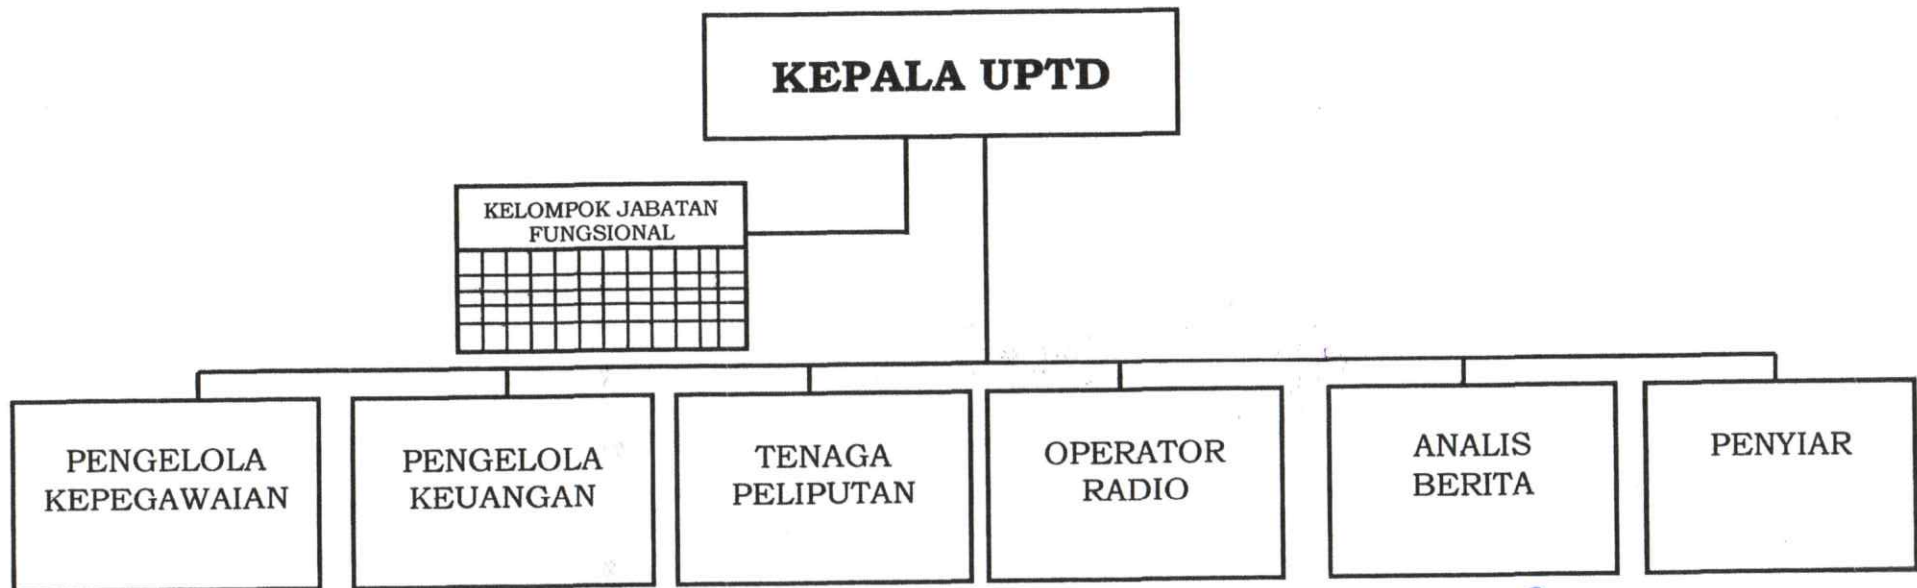 KEPALA UPTD
KELOMPOK JABATAN
FUNGSIONAL
PENGELOLA
KEPEGAWAIAN
PENGELOLA
KEUANGAN
TENAGA
PELIPUTAN
OPERATOR
RADIO
ANALIS
BERITA
PENYIAR